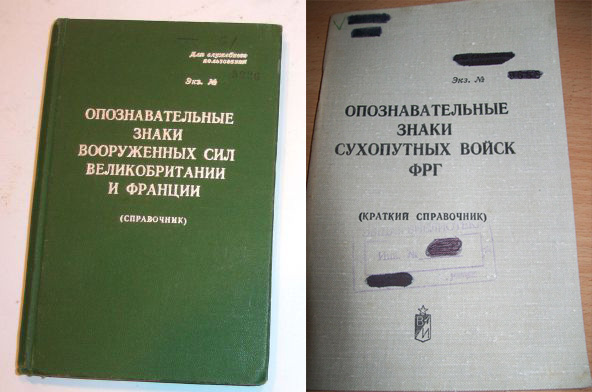 Для служебного
пользования
Экз. №
ОПОЗНАВАТЕЛЬНЫЕ
ЗНАКИ
ВООРУЖЕННЫХ СИЛ
ВЕЛИКОБРИТАНИИ
И ФРАНЦИИ
(СПРАВОЧНИК)
Экз. №
ОПОЗНАВАТЕЛЬНЫЕ
ЗНАКИ
СУХОПУТНЫХ ВОЙСК
ФРГ
(КРАТКИЙ СПРАВОЧНИК)